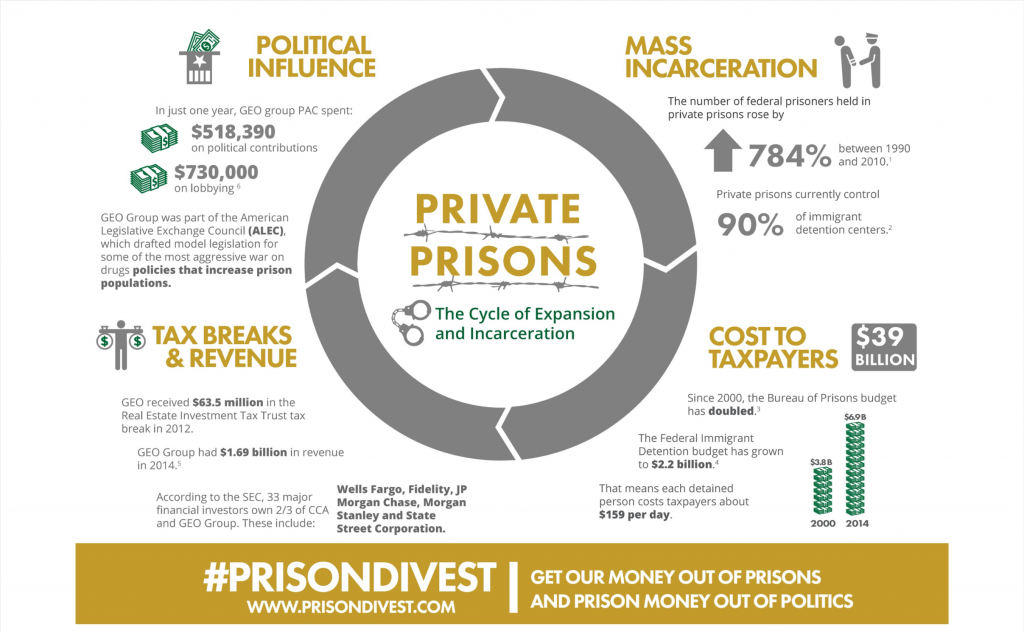 POLITICAL
INFLUENCE
In just one year, GEO group PAC spent:
$518,390
on political contributions
$730,000
on lobbying 6
GEO Group was part of the American
Legislative Exchange Council (ALEC),
which drafted model legislation for
some of the most aggressive war on
drugs policies that increase prison
populations.
MASS
INCARCERATION
The number of federal prisoners held in
private prisons rose by
784%
between 1990
and 2010.1
Private prisons currently control
90%
of immigrant
detention centers.2
PRIVATE
PRISONS
The Cycle of Expansion
and Incarceration
TAX BREAKS
& REVENUE
GEO received $63.5 million in the
Real Estate Investment Tax Trust tax
break in 2012.
GEO Group had $1.69 billion in revenue
in 2014.5
According to the SEC, 33 major
financial investors own 2/3 of CCA
and GEO Group. These include:
Wells Fargo, Fidelity, JP
Morgan Chase, Morgan
Stanley and State
Street Corporation.
COST TO
TAXPAYERS
$39
BILLION
Since 2000, the Bureau of Prisons budget
has doubled.3
The Federal Immigrant
Detention budget has grown
to $2.2 billion.4
That means each detained
person costs taxpayers about
$159 per day.
$3.8 B
$6.9 B
2000 2014
#PRISONDIVEST
WWW.PRISONDIVEST.COM
GET OUR MONEY OUT OF PRISONS
AND PRISON MONEY OUT OF POLITICS